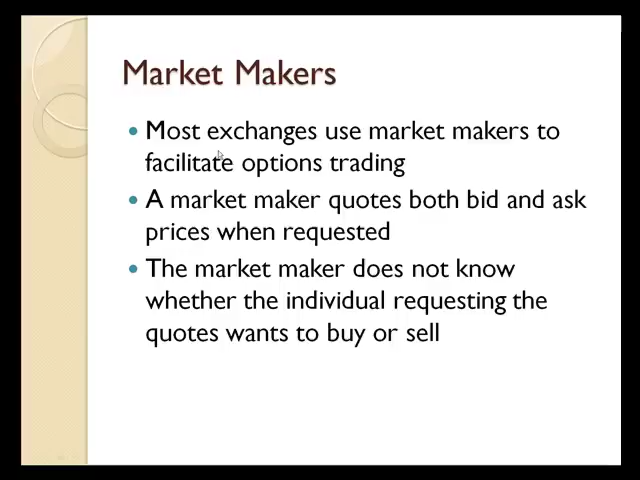 Market Makers
• Most exchanges use market makers to
facilitate options trading
• A market maker quotes both bid and ask
prices when requested
• The market maker does not know
whether the individual requesting the
quotes wants to buy or sell